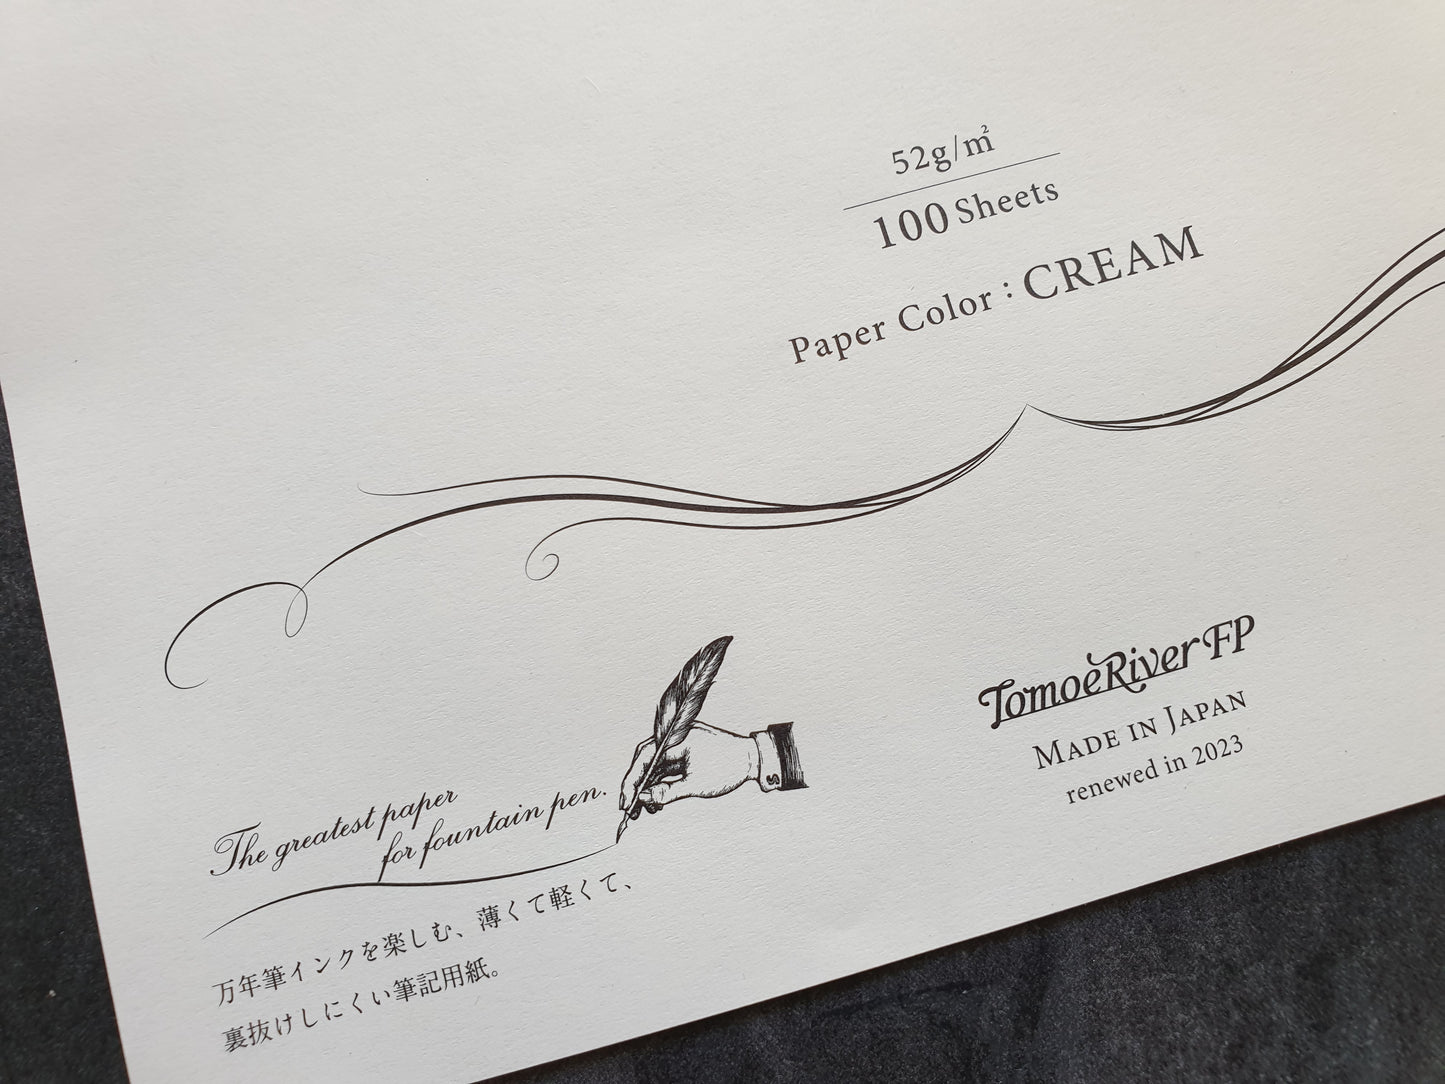 52g/㎡
100 Sheets
Paper Color : CREAM
The greatest paper
for fountain pen.
万年筆インクを楽しむ、薄くて軽くて、
裏抜けしにくい筆記用紙。
S
TomoeRiver FP
MADE IN JAPAN
renewed in 2023